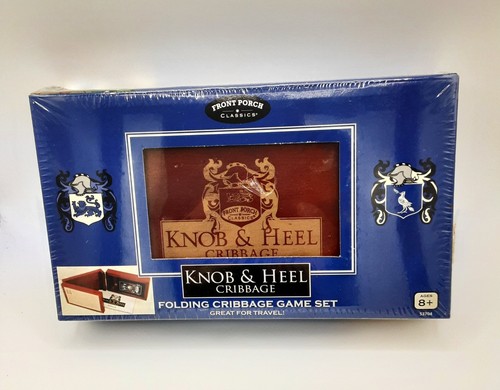 FRONT PORCH
CLASSICS®
FRONT PORCH
CLASSICS
KNOB & HEEL
CRIBBAGE
KNOB & HEEL
CRIBBAGE
FOLDING CRIBBAGE GAME SET
GREAT FOR TRAVEL!
AGES
8+